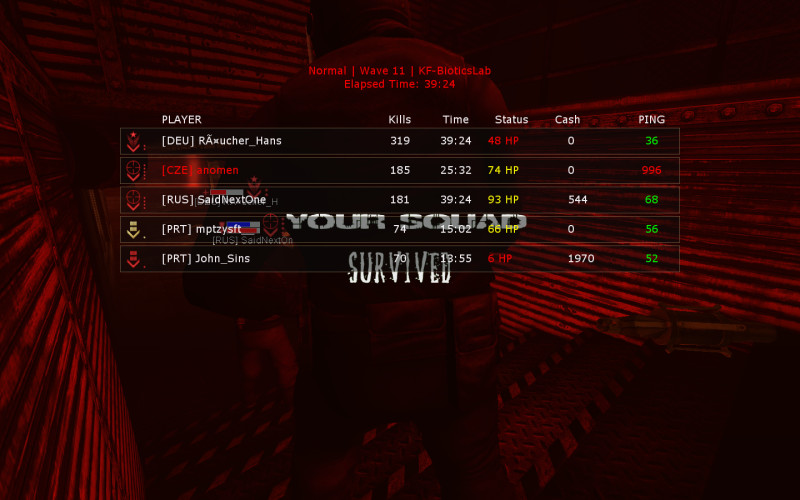 Normal | Wave 11 | KF-BioticsLab
Elapsed Time: 39:24
PLAYER Kills Time Status Cash PING
[DEU] RÃ¤ucher_Hans 319 39:24 48 HP 0 36
[CZE] anomen 185 25:32 74 HP 0 996
[RUS] SaidNextOne 181 39:24 93 HP 544 68
YOUR SQUAD
[PRT] mptzysft 74 15:02 66 HP 0 56
[RUS] SaidNextOn
[PRT] John_Sins 70 13:55 6 HP 1970 52
SURVIVED